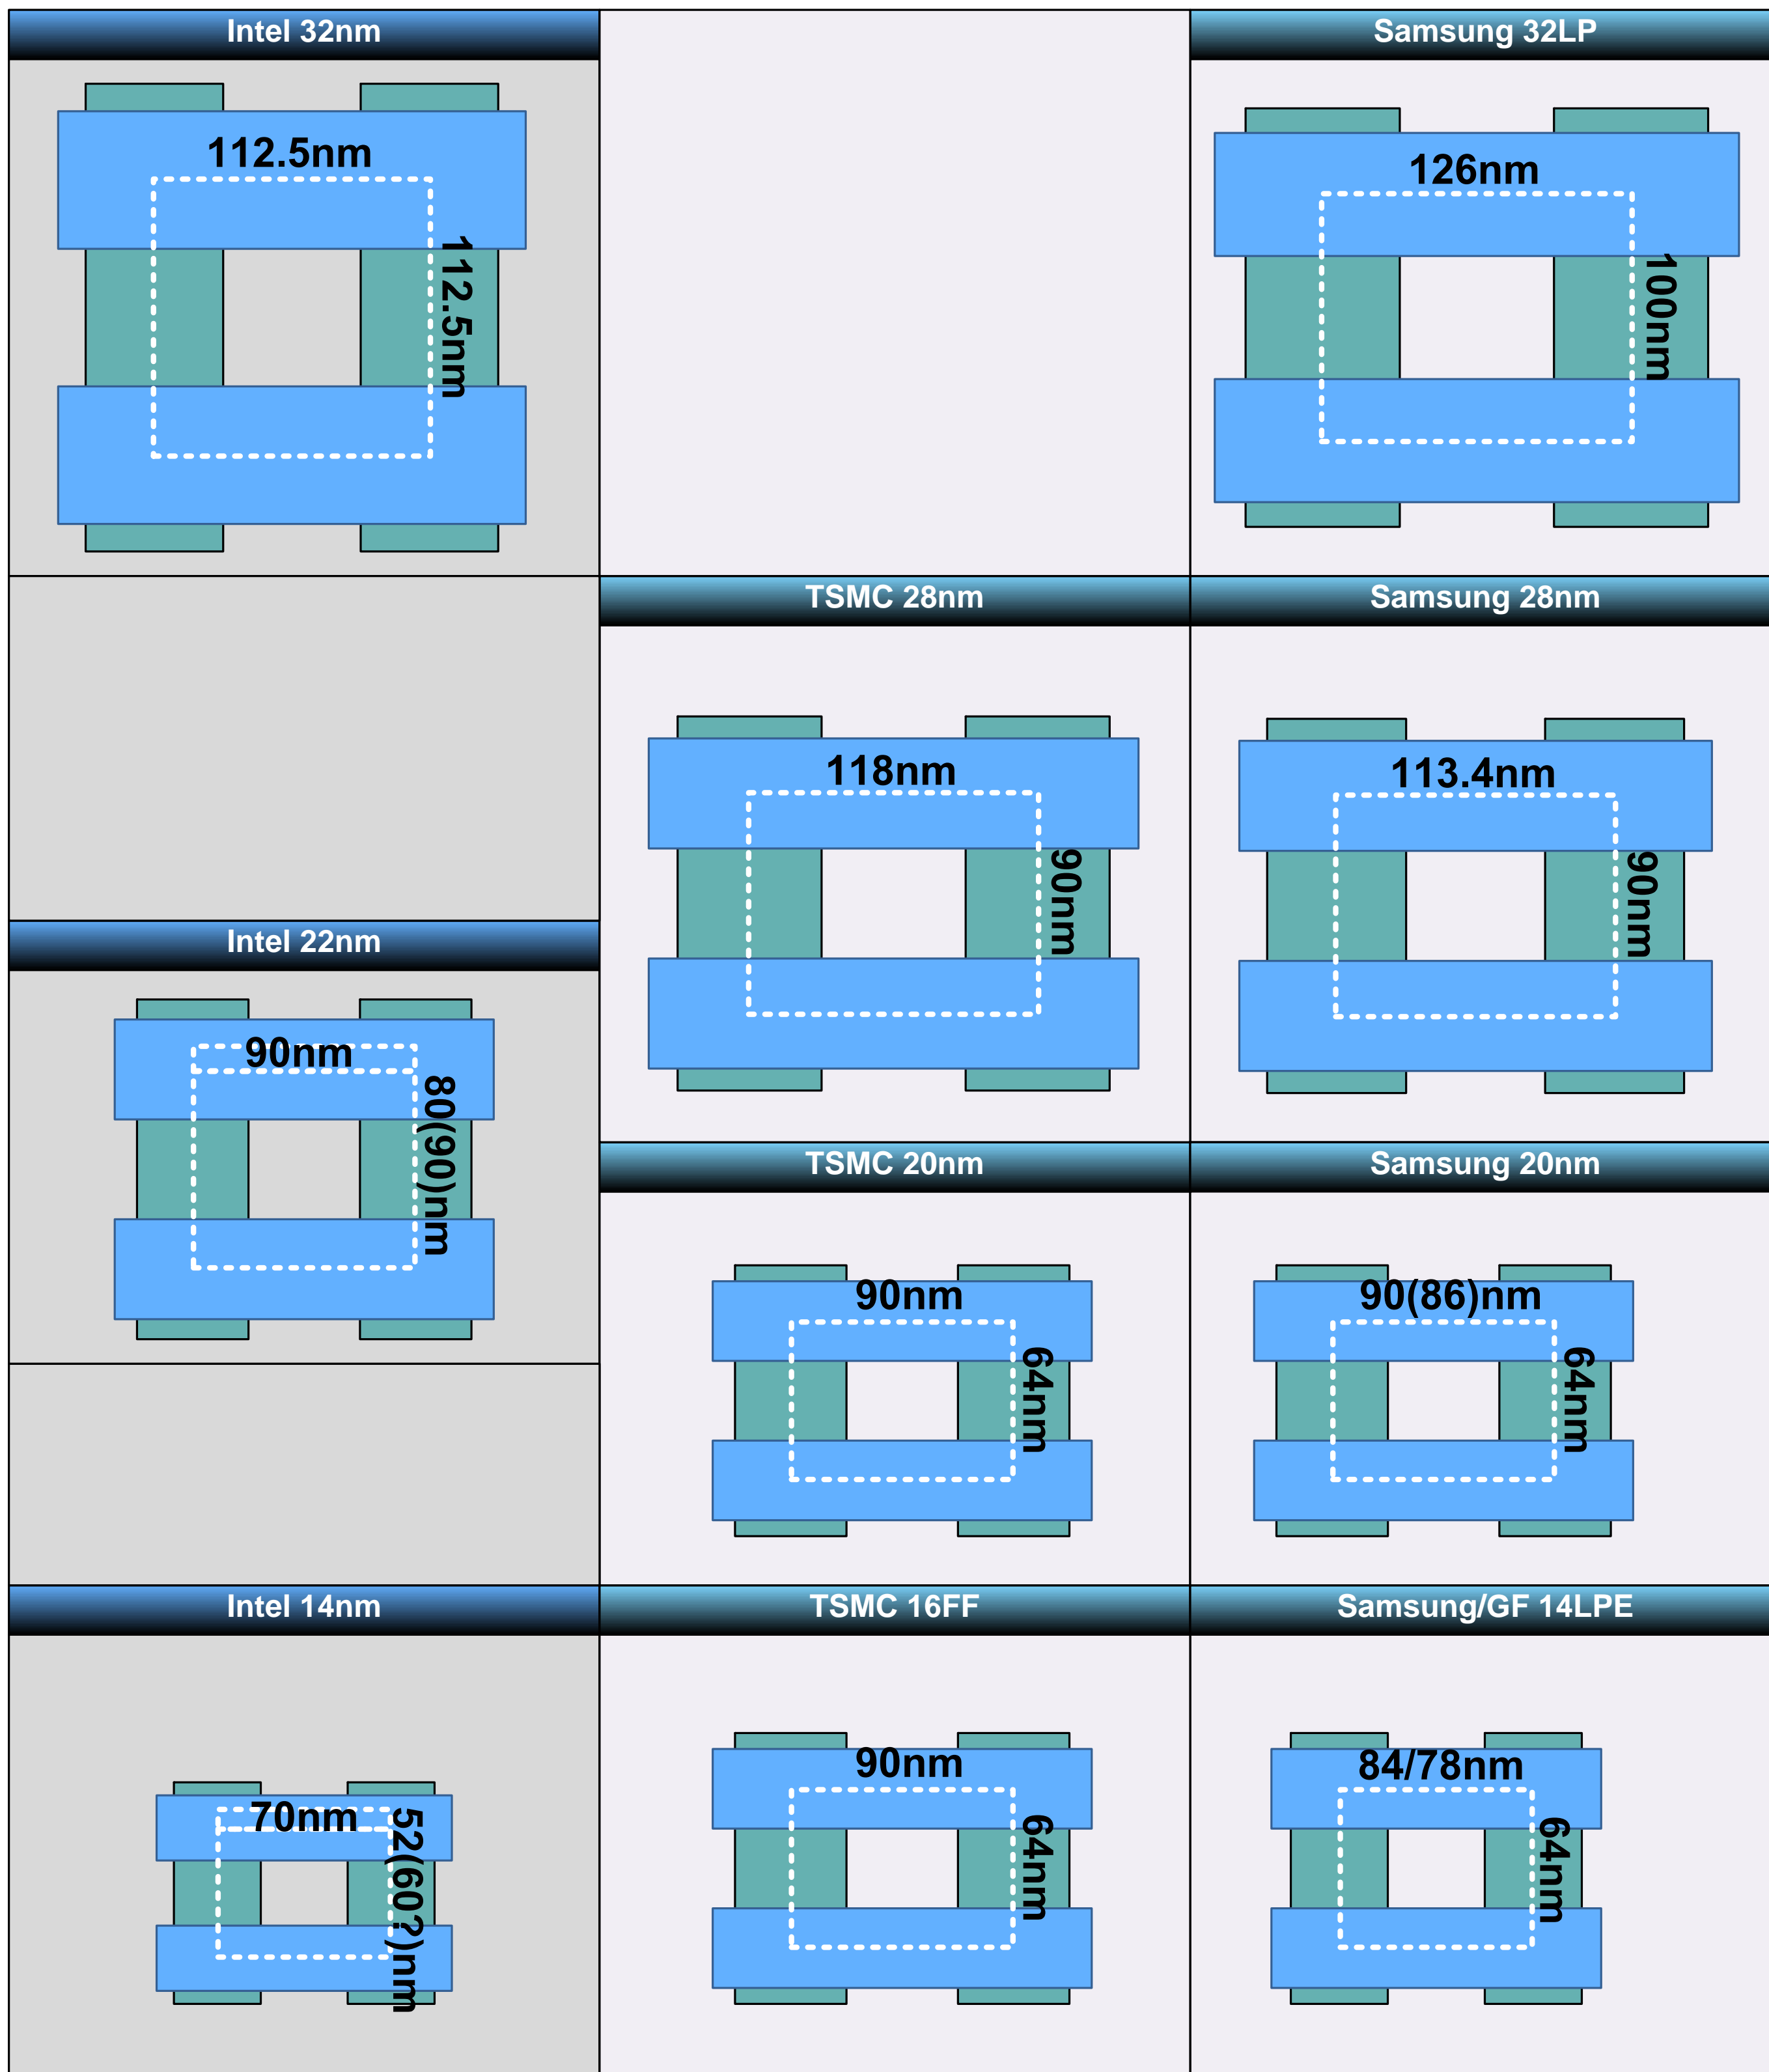 Intel 32nm
Samsung 32LP
112.5nm
112.5nm
126nm
100nm
TSMC 28nm
Samsung 28nm
118nm
90nm
113.4nm
90nm
Intel 22nm
90nm
80(90)nm
TSMC 20nm
Samsung 20nm
90nm
64nm
90(86)nm
64nm
Intel 14nm
TSMC 16FF
Samsung/GF 14LPE
70nm
52(60?)nm
90nm
64nm
84/78nm
64nm